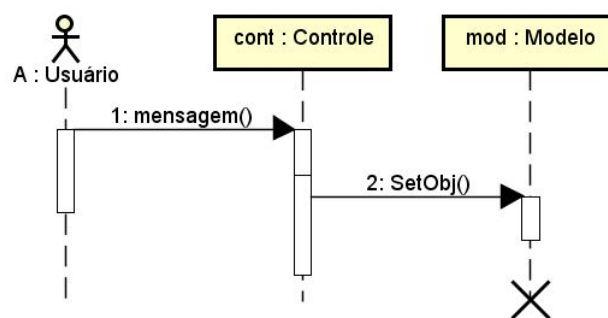 A : Usuário
cont : Controle
mod : Modelo
1: mensagem()
2: SetObj()